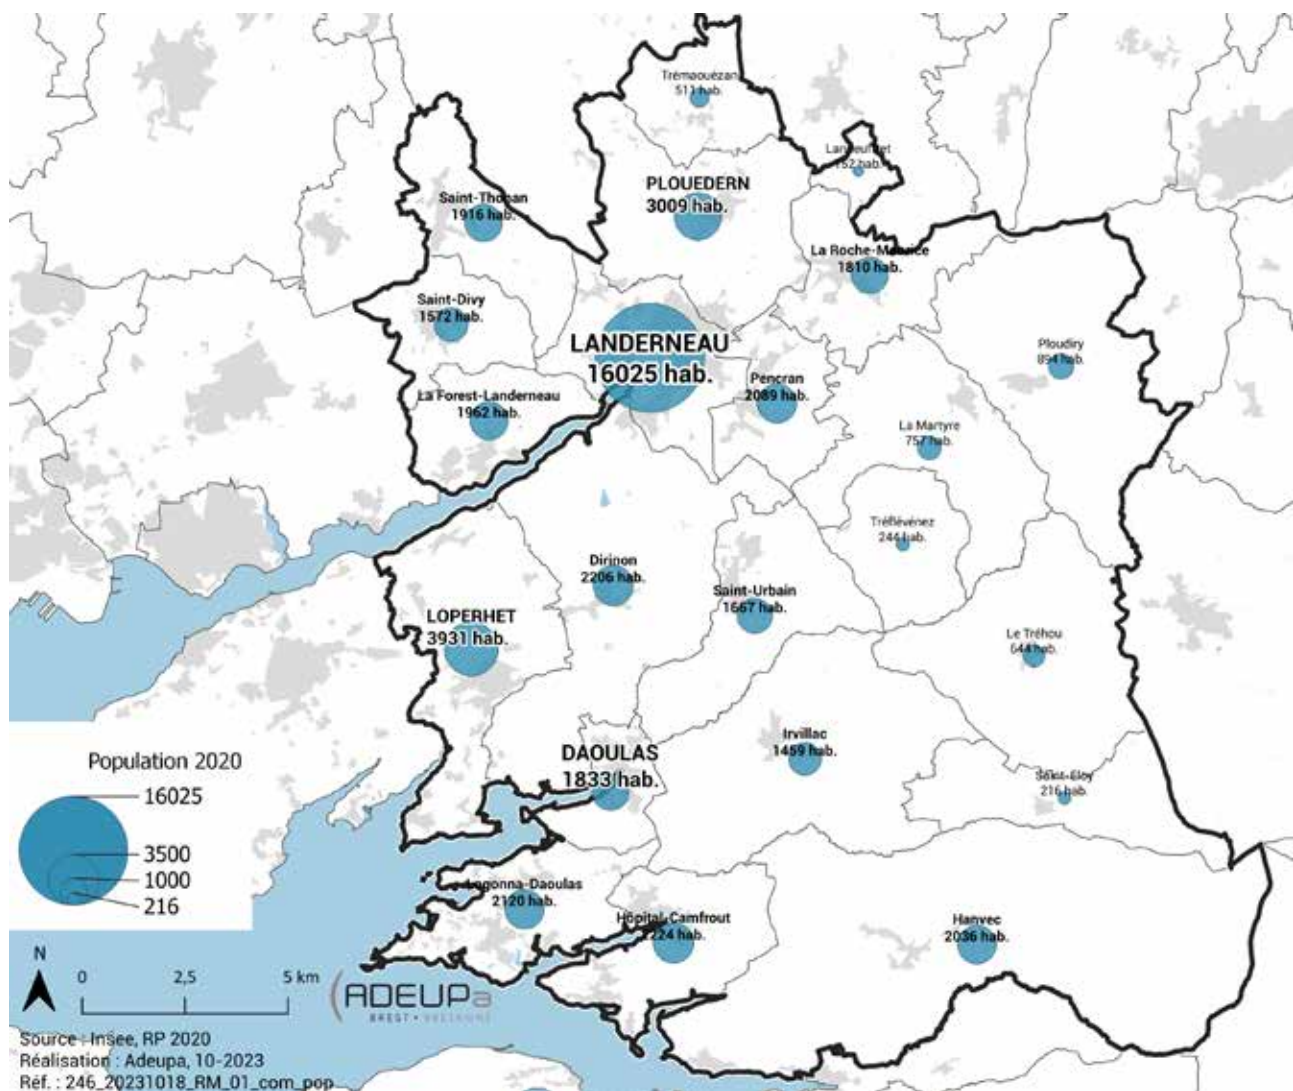 Trémaouézan
511 hab.
152 hab.
PLOUEDERN
3009 hab.
Saint-Thonan
1916 hab.
La Roche-Maurice
1810 hab.
Saint-Divy
1572 hab.
LANDERNEAU
16025 hab.
Ploudiry
894 hab.
Pencran
2089 hab.
La Forest-Landerneau
1962 hab.
La Martyre
757 hab.
Tréflévénez
244 hab.
Dirinon
2206 hab.
Saint-Urbain
1667 hab.
LOPERHET
3931 hab.
Le Tréhou
644 hab.
Irvillac
1459 hab.
DAOULAS
1833 hab.
Saint-Eloy
216 hab.
Population 2020
16025
3500
1000
216
Logonna-Daoulas
2120 hab.
Hôpital-Camfrout
2224 hab.
Hanvec
2036 hab.
N
0 2,5 5 km
ADEUPa
BREST • BRETAGNE
Source : Insee, RP 2020
Réalisation : Adeupa, 10-2023
Réf. : 246_20231018_RM_01_com_pop